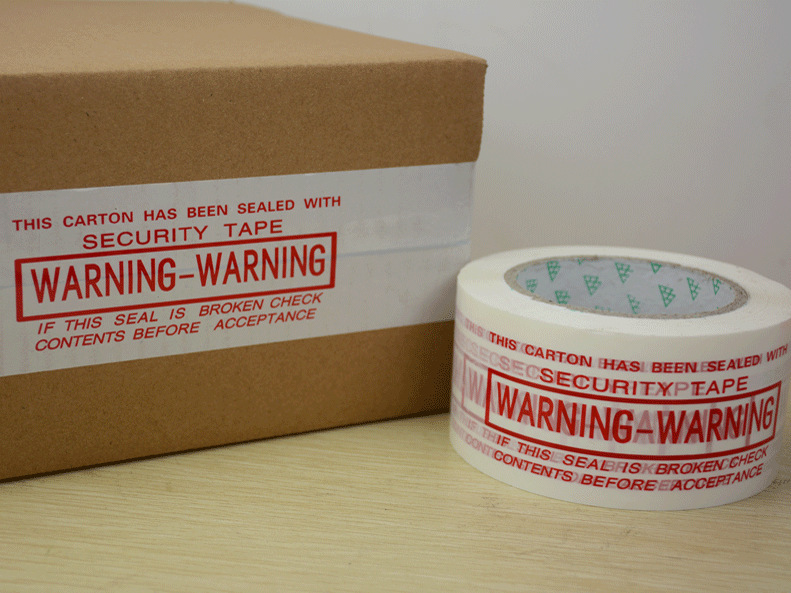 THIS CARTON HAS BEEN SEALED WITH
SECURITY TAPE
WARNING-WARNING
IF THIS SEAL IS BROKEN CHECK
CONTENTS BEFORE ACCEPTANCE
THIS CARTON HAS BEEN SEALED WITH
SECURITY TAPE
WARNING-WARNING
IF THIS SEAL IS BROKEN CHECK
CONTENTS BEFORE ACCEPTANCE